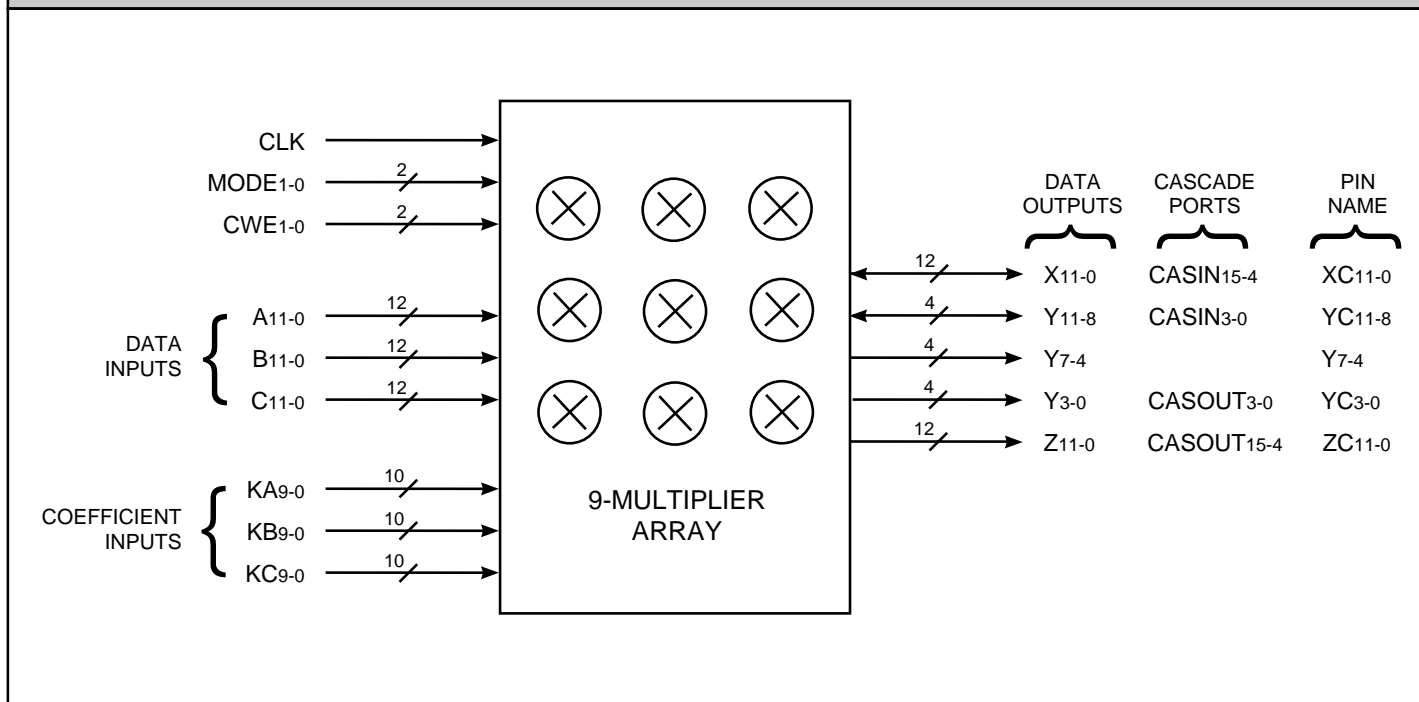 CLK
MODE1-0 2
CWE1-0 2
DATA
INPUTS
A11-0 12
B11-0 12
C11-0 12
COEFFICIENT
INPUTS
KA9-0 10
KB9-0 10
KC9-0 10
9-MULTIPLIER
ARRAY
DATA CASCADE PIN
OUTPUTS PORTS NAME
12 X11-0 CASIN15-4 XC11-0
4 Y11-8 CASIN3-0 YC11-8
4 Y7-4 Y7-4
4 Y3-0 CASOUT3-0 YC3-0
12 Z11-0 CASOUT15-4 ZC11-0